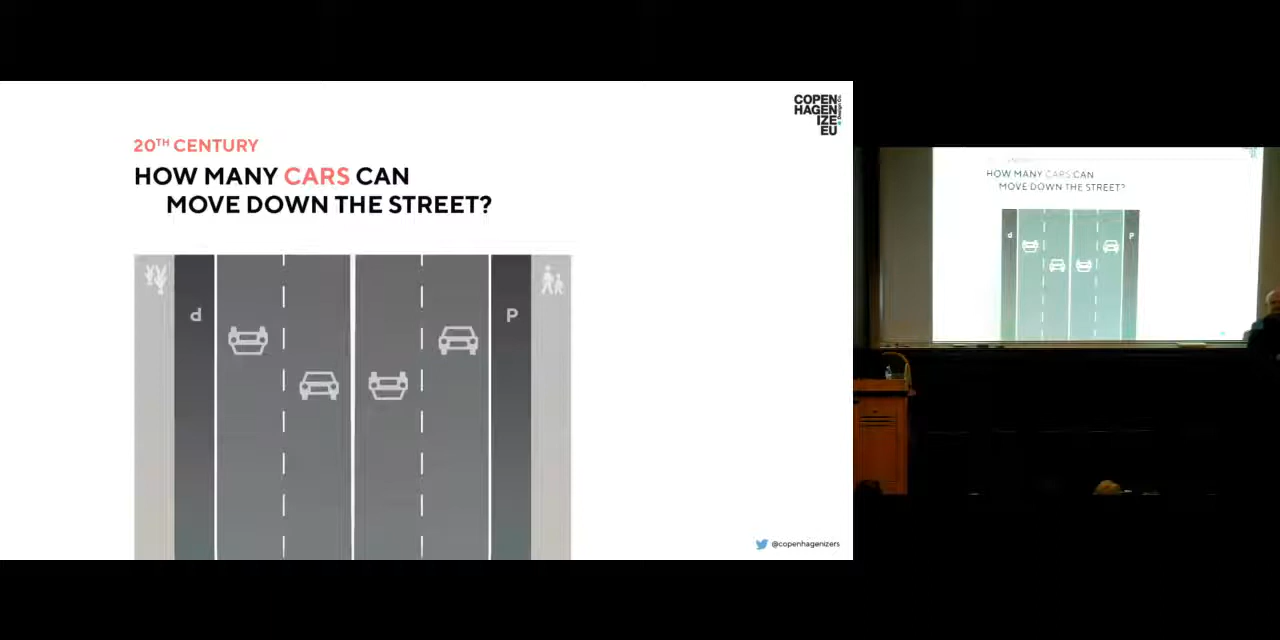 COPEN
HAGEN
IZE
EU
20TH CENTURY
HOW MANY CARS CAN
MOVE DOWN THE STREET?
d
P
@copenhagenizers
HOW MANY CARS CAN
MOVE DOWN THE STREET?
d
P